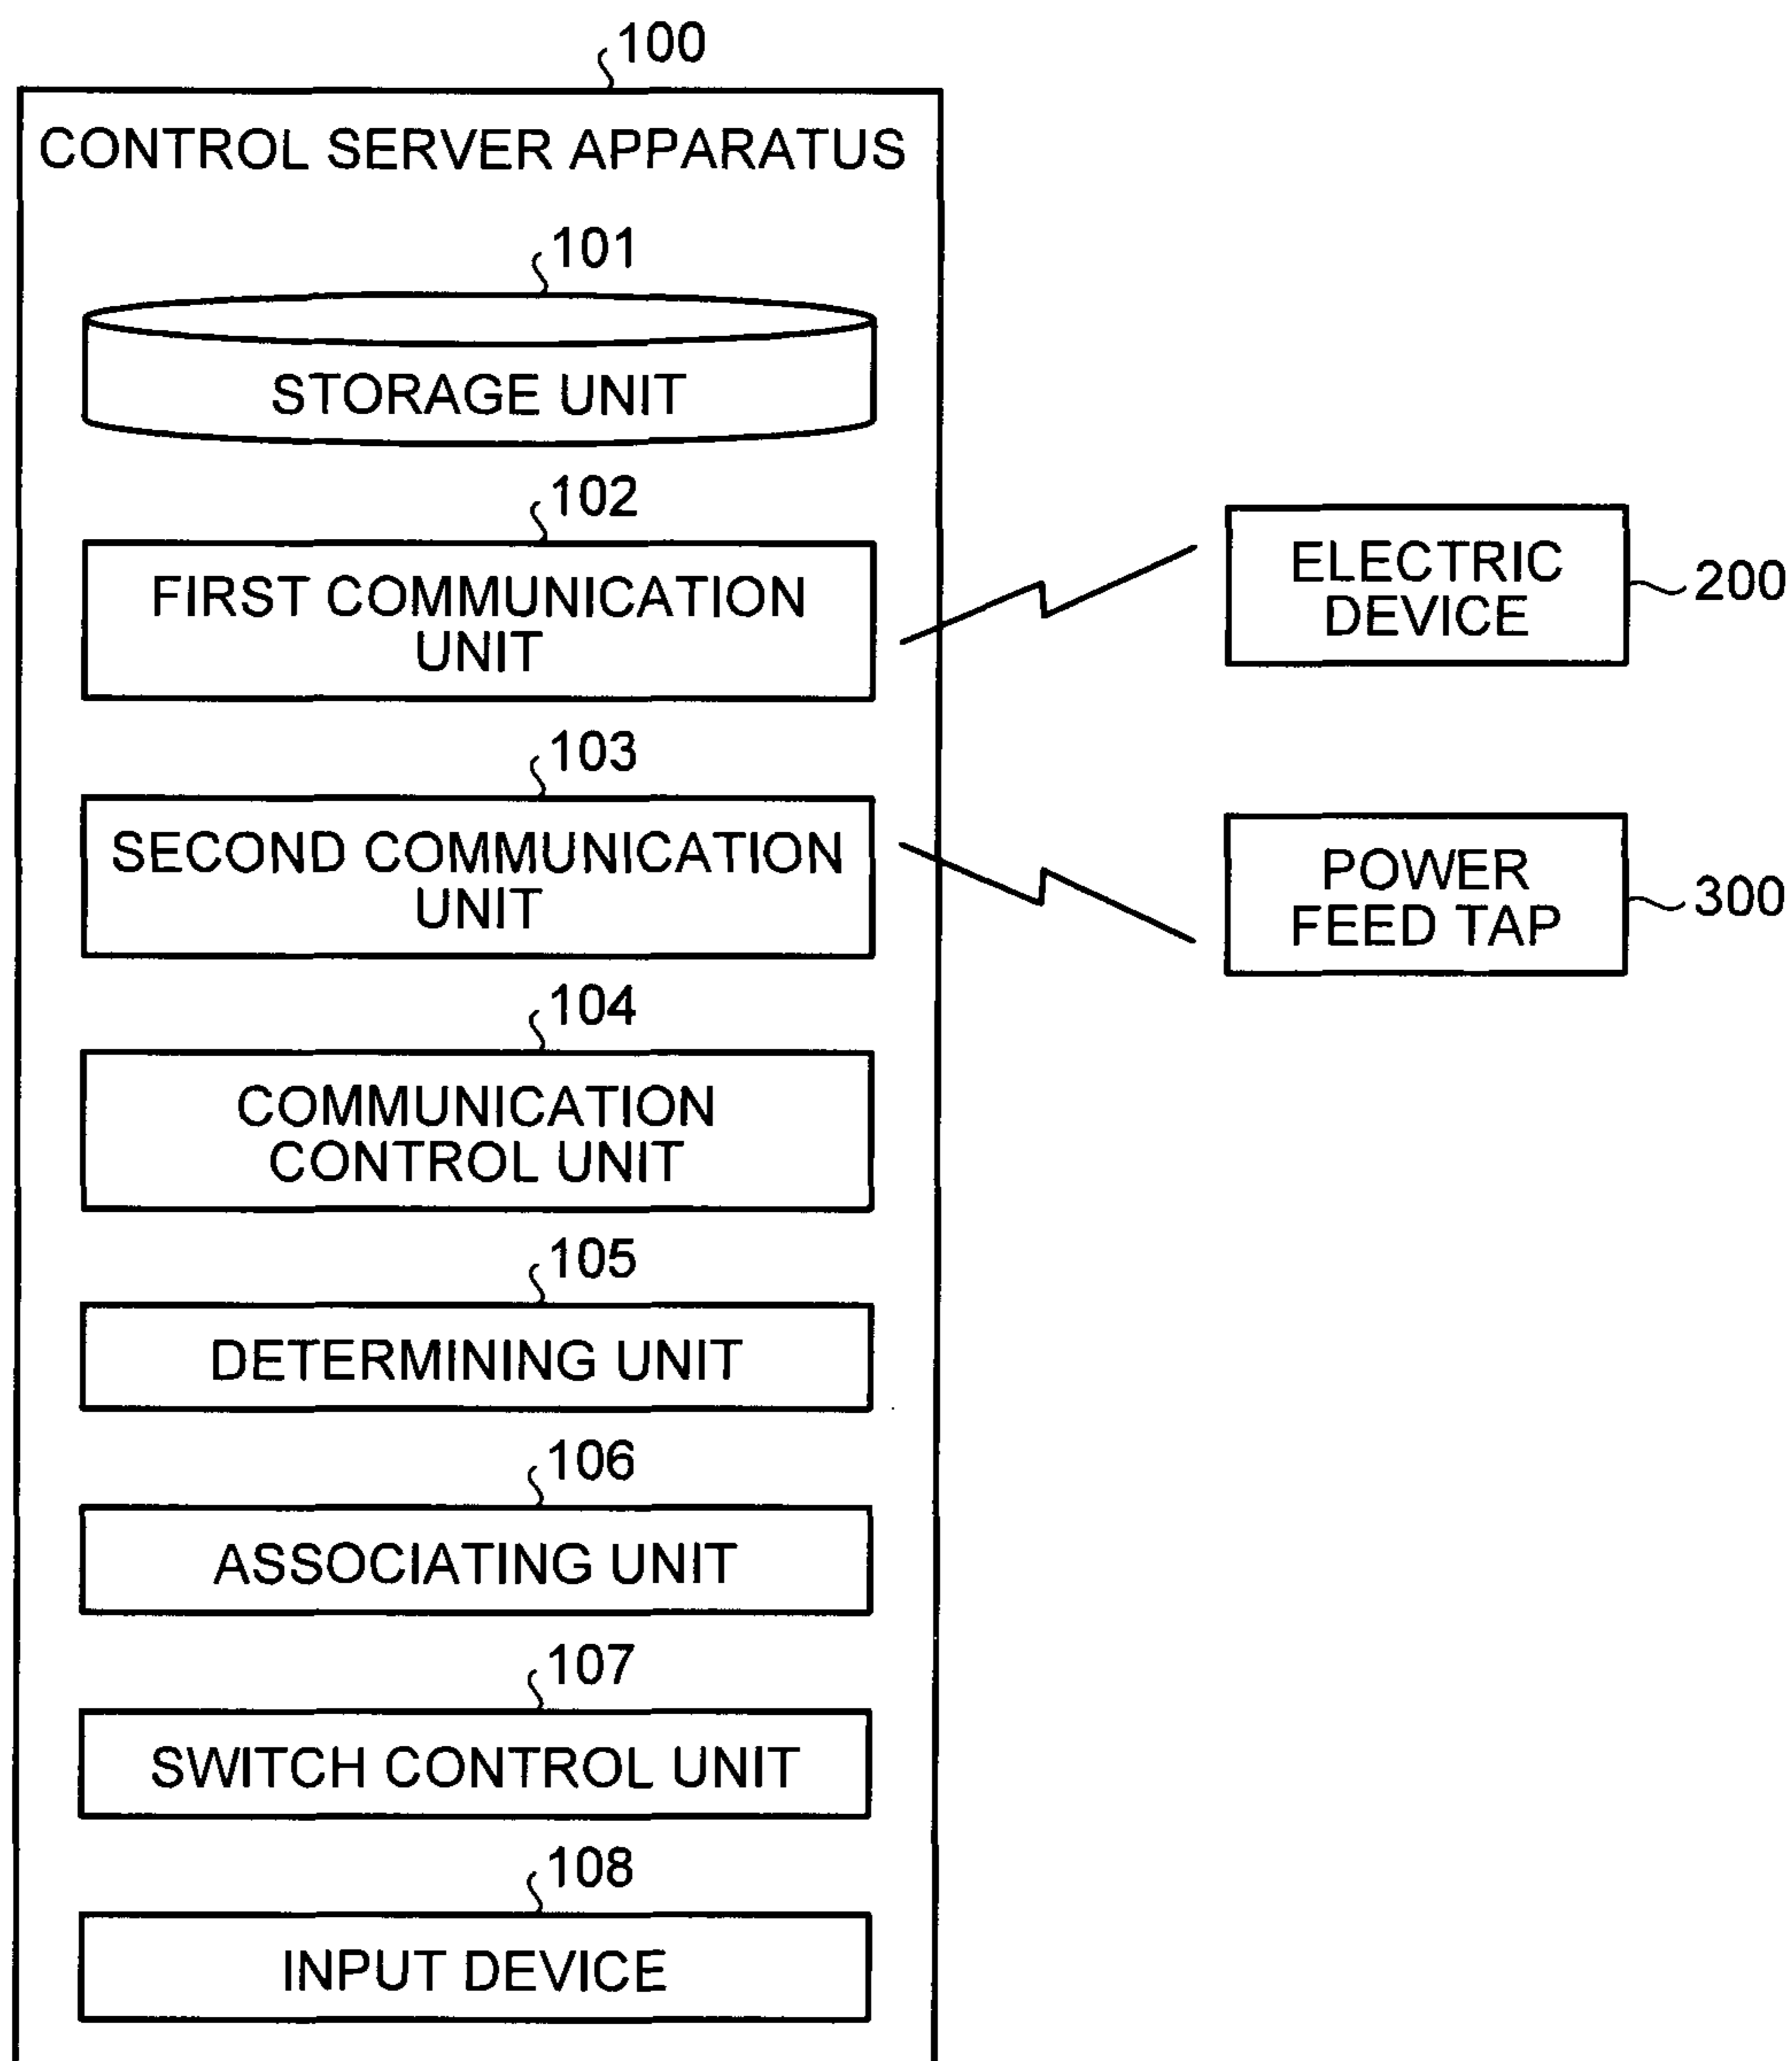 100
CONTROL SERVER APPARATUS
101
STORAGE UNIT
102
FIRST COMMUNICATION
UNIT
ELECTRIC
DEVICE
200
103
SECOND COMMUNICATION
UNIT
POWER
FEED TAP
300
104
COMMUNICATION
CONTROL UNIT
105
DETERMINING UNIT
106
ASSOCIATING UNIT
107
SWITCH CONTROL UNIT
108
INPUT DEVICE